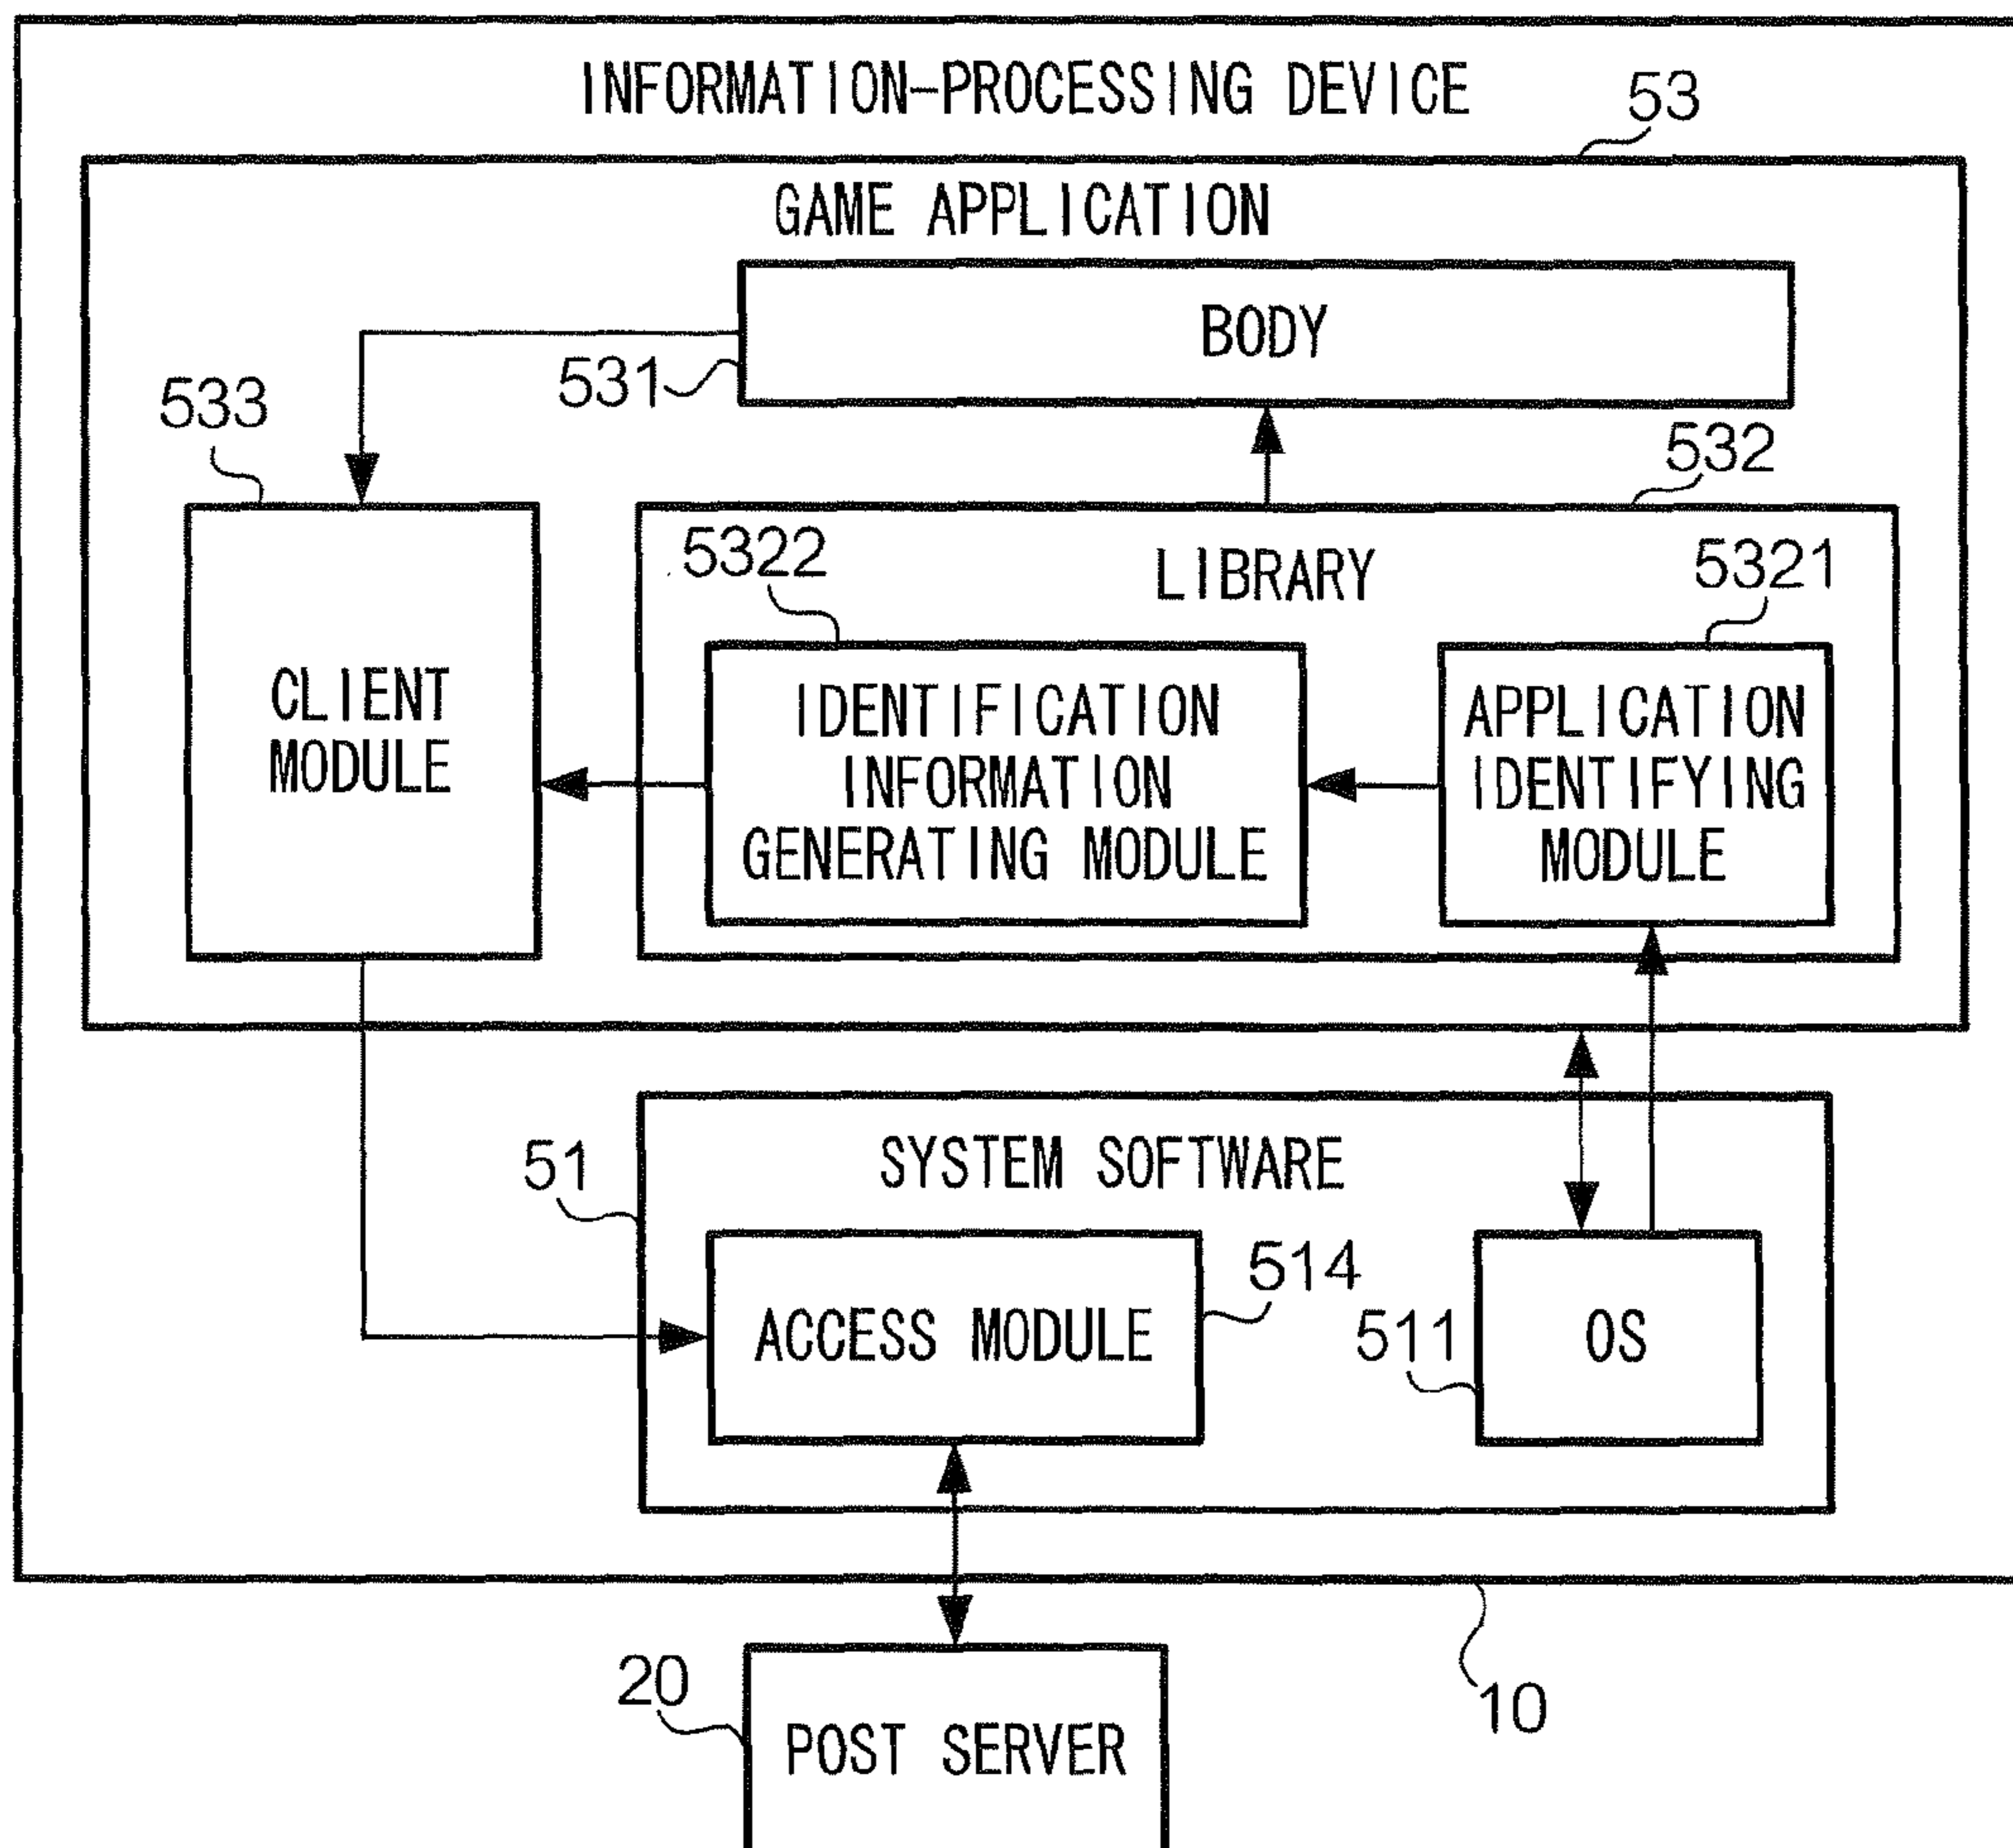 INFORMATION-PROCESSING DEVICE
53
GAME APPLICATION
BODY
531
533
532
5322
LIBRARY
5321
CLIENT
MODULE
IDENTIFICATION
INFORMATION
GENERATING MODULE
APPLICATION
IDENTIFYING
MODULE
51
SYSTEM SOFTWARE
514
ACCESS MODULE
511
OS
20
10
POST SERVER